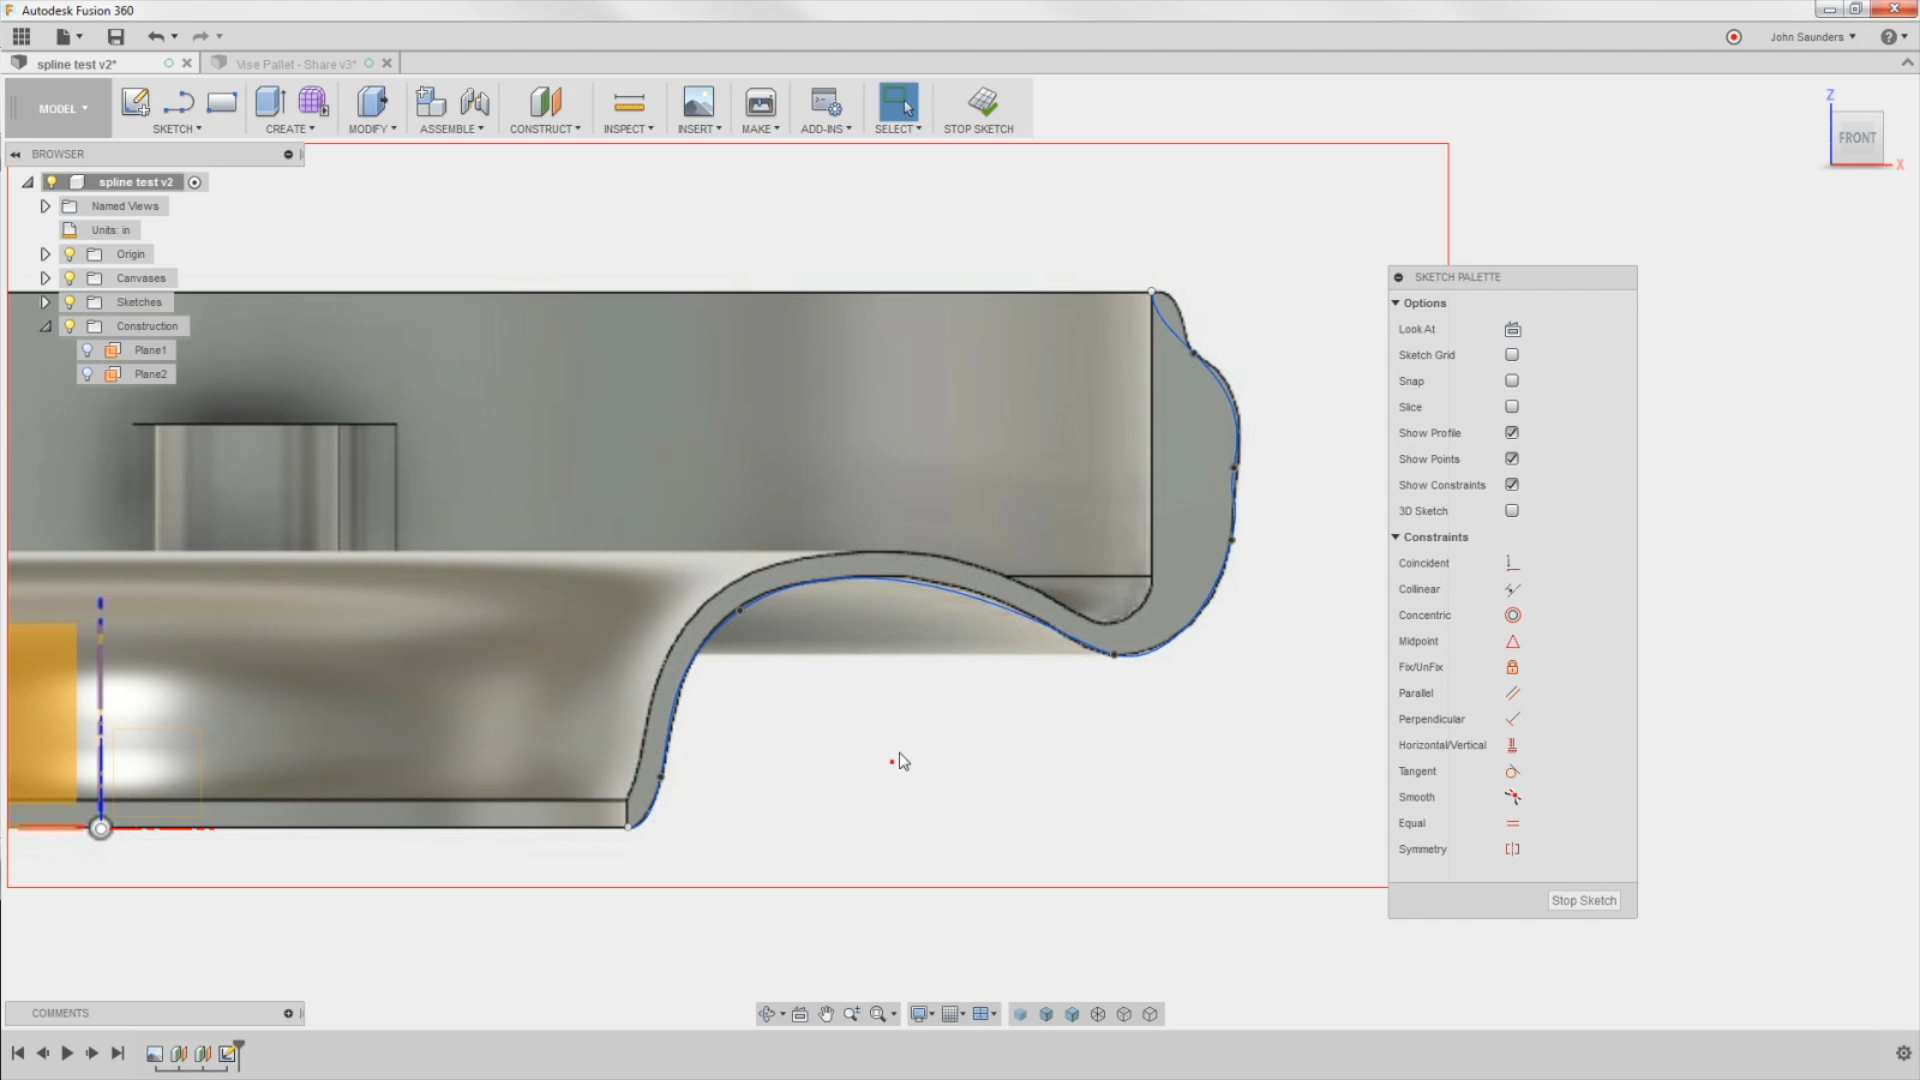 Autodesk Fusion 360
John Saunders
spline test v2*
Vise Pallet - Share v3*
MODEL
SKETCH
CREATE
MODIFY
ASSEMBLE
CONSTRUCT
INSPECT
INSERT
MAKE
ADD-INS
SELECT
STOP SKETCH
Z
FRONT
X
BROWSER
spline test v2
Named Views
Units: in
Origin
Canvases
Sketches
Construction
Plane1
Plane2
SKETCH PALETTE
Options
Look At
Sketch Grid
Snap
Slice
Show Profile
Show Points
Show Constraints
3D Sketch
Constraints
Coincident
Collinear
Concentric
Midpoint
Fix/UnFix
Parallel
Perpendicular
Horizontal/Vertical
Tangent
Smooth
Equal
Symmetry
Stop Sketch
COMMENTS